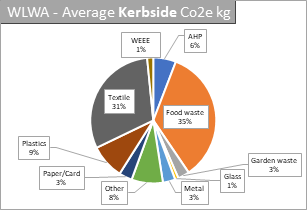 WLWA - Average Kerbside Co2e kg
WEEE
1%
AHP
6%
Textile
31%
Food waste
35%
Plastics
9%
Garden waste
3%
Paper/Card
3%
Glass
1%
Other
8%
Metal
3%